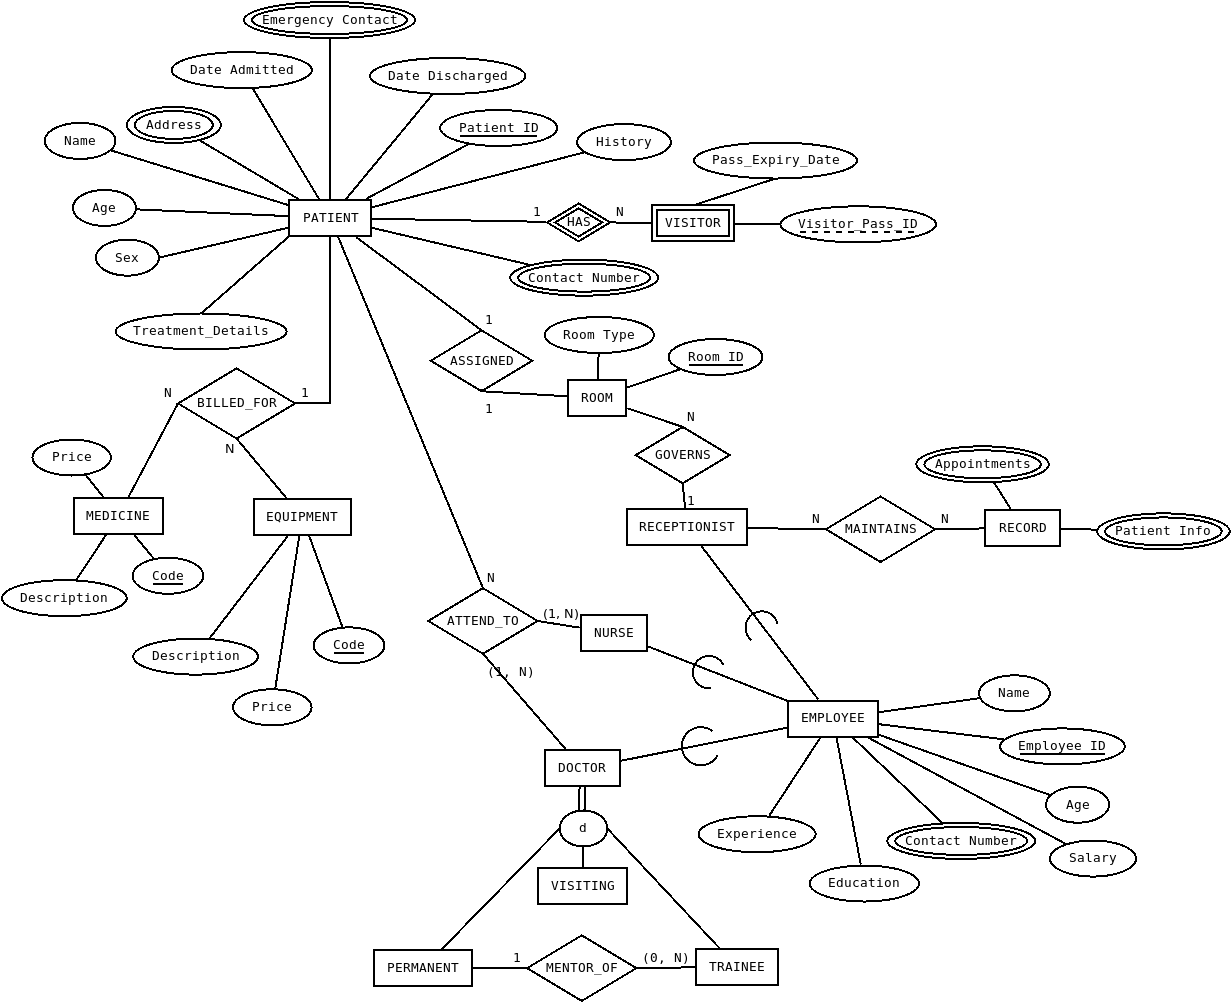 Emergency Contact
Date Admitted
Date Discharged
Address
Patient ID
Name
History
Pass_Expiry_Date
Age
PATIENT
1
HAS
N
VISITOR
Visitor_Pass_ID
Sex
Contact Number
Treatment_Details
1
Room Type
ASSIGNED
Room ID
N
BILLED_FOR
1
ROOM
1
N
N
GOVERNS
Price
Appointments
1
MEDICINE
EQUIPMENT
RECEPTIONIST
N
MAINTAINS
N
RECORD
Patient Info
Code
N
Description
(1, N)
ATTEND_TO
NURSE
Description
Code
(1, N)
Price
Name
EMPLOYEE
Employee ID
DOCTOR
Age
d
Experience
Contact Number
Salary
VISITING
Education
PERMANENT
1
MENTOR_OF
(0, N)
TRAINEE